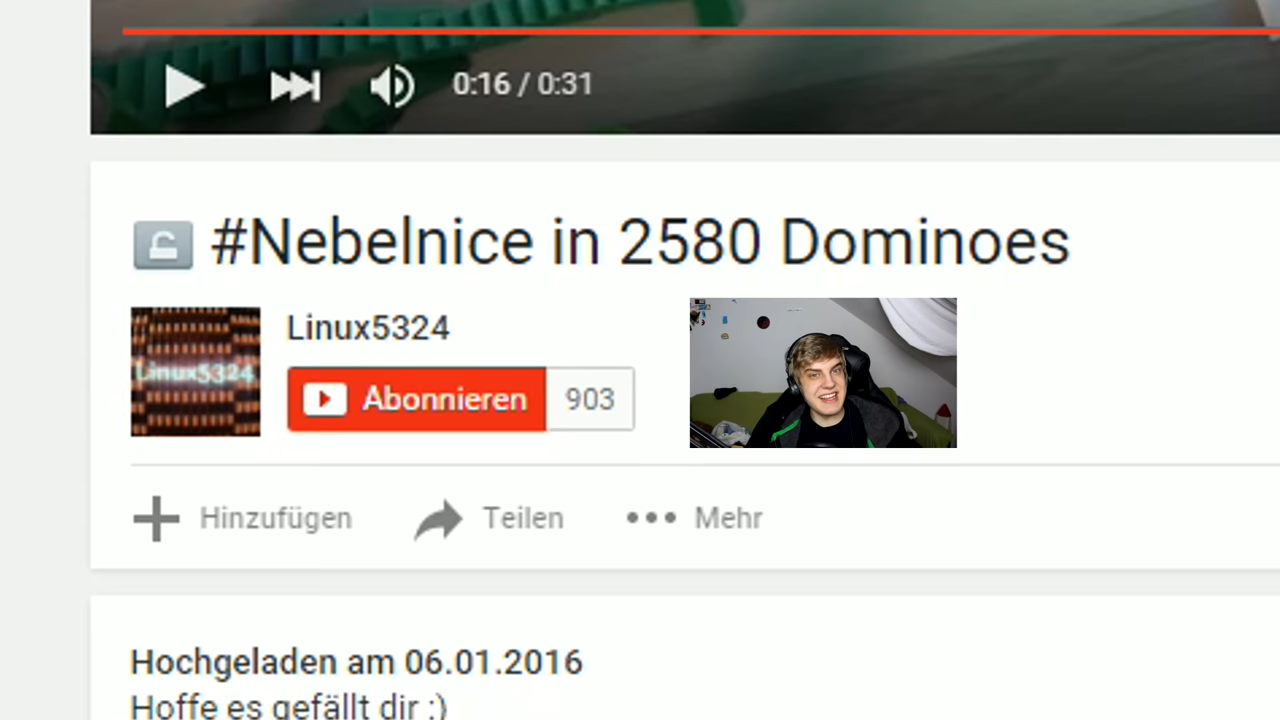 0:16 / 0:31
#Nebelnice in 2580 Dominoes
Linux5324
Linux5324
Abonnieren 903
Hinzufügen Teilen Mehr
Hochgeladen am 06.01.2016
Hoffe es gefällt dir :)